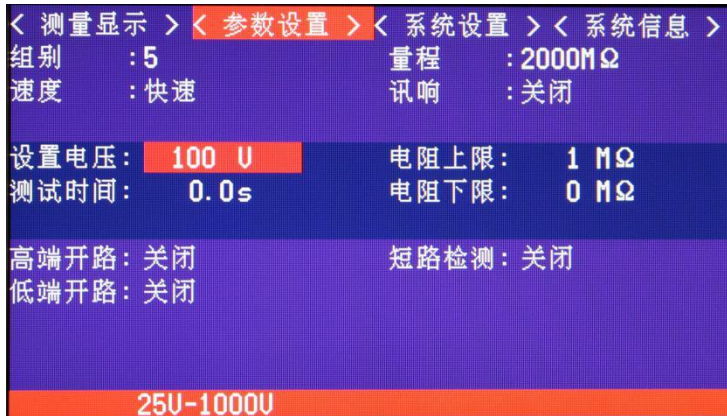 < 测量显示 > < 参数设置 > < 系统设置 > < 系统信息 >
组别 :5 量程 :2000MΩ
速度 :快速 讯响 :关闭
设置电压: 100 V 电阻上限: 1 MΩ
测试时间: 0.0s 电阻下限: 0 MΩ
高端开路:关闭 短路检测:关闭
低端开路:关闭
25V-1000V